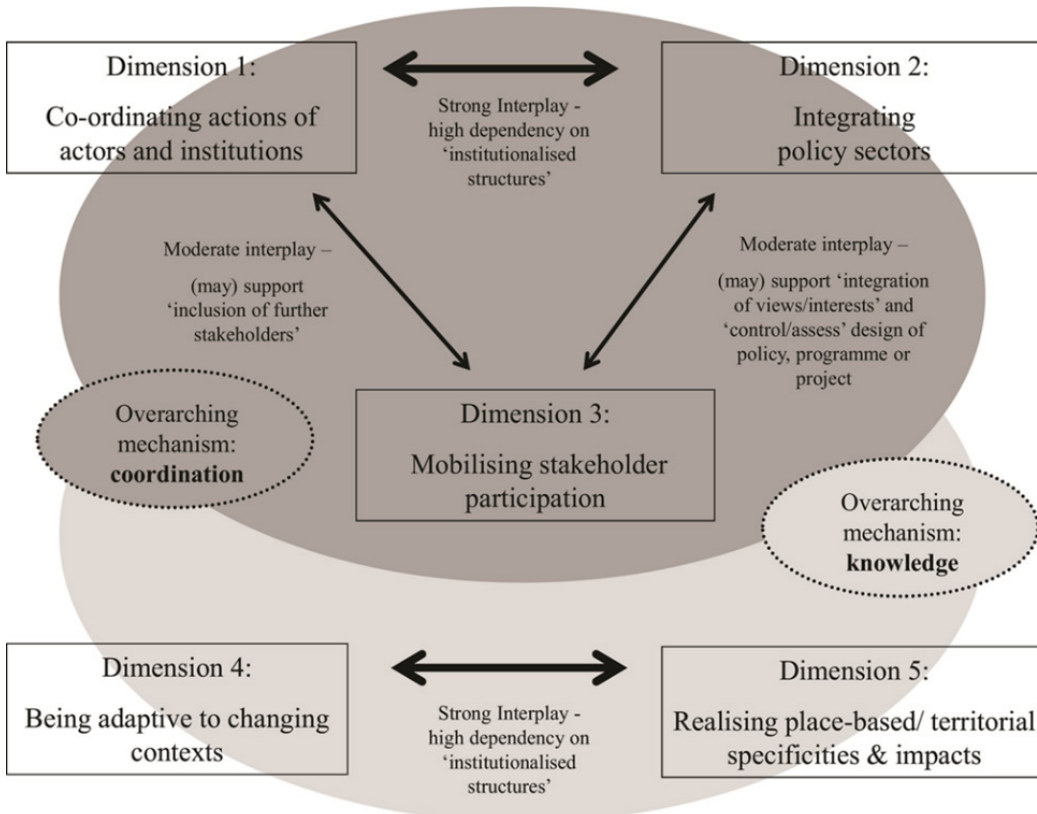 Dimension 1:
Co-ordinating actions of
actors and institutions
Strong Interplay -
high dependency on
‘institutionalised
structures’
Dimension 2:
Integrating
policy sectors
Moderate interplay –
(may) support
‘inclusion of further
stakeholders’
Moderate interplay –
(may) support ‘integration
of views/interests’ and
‘control/assess’ design of
policy, programme or
project
Overarching
mechanism:
coordination
Dimension 3:
Mobilising stakeholder
participation
Overarching
mechanism:
knowledge
Dimension 4:
Being adaptive to changing
contexts
Strong Interplay -
high dependency on
‘institutionalised
structures’
Dimension 5:
Realising place-based/ territorial
specificities & impacts